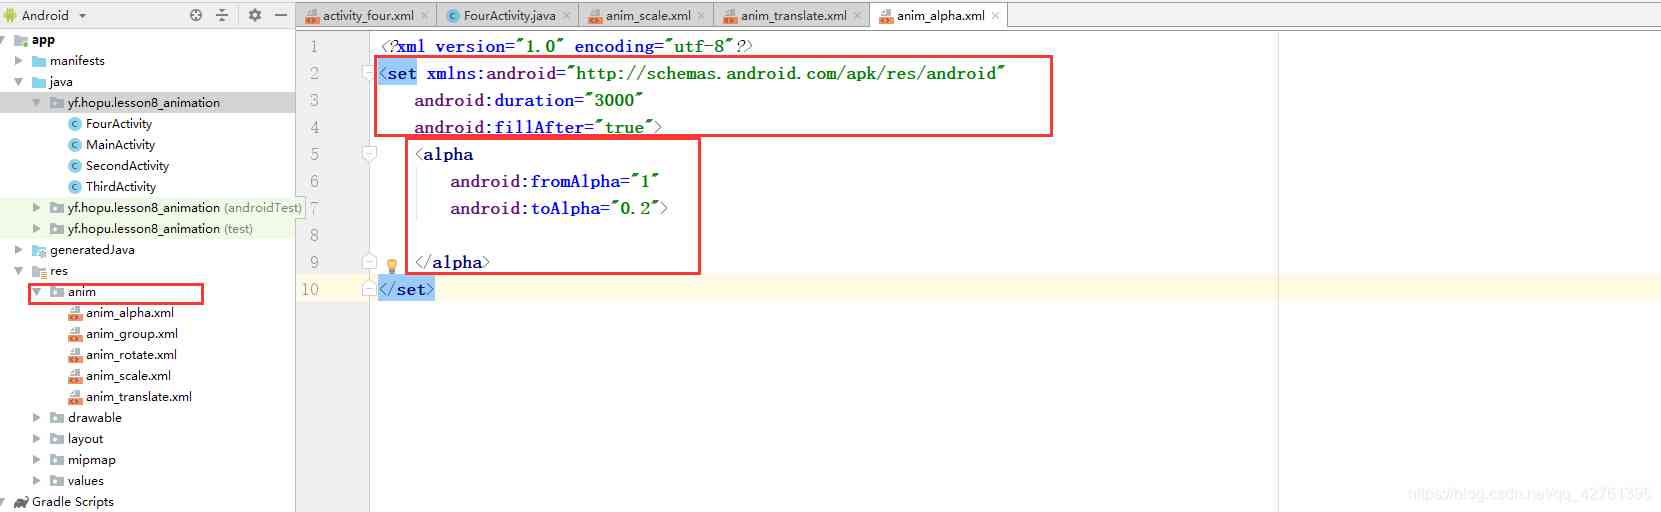 Android
app
manifests
java
yf.hopu.lesson8_animation
FourActivity
MainActivity
SecondActivity
ThirdActivity
yf.hopu.lesson8_animation (androidTest)
yf.hopu.lesson8_animation (test)
generatedJava
res
anim
anim_alpha.xml
anim_group.xml
anim_rotate.xml
anim_scale.xml
anim_translate.xml
drawable
layout
mipmap
values
Gradle Scripts
activity_four.xml FourActivity.java anim_scale.xml anim_translate.xml anim_alpha.xml
1 <?xml version="1.0" encoding="utf-8"?>
2 <set xmlns:android="http://schemas.android.com/apk/res/android"
3 android:duration="3000"
4 android:fillAfter="true">
5 <alpha
6 android:fromAlpha="1"
7 android:toAlpha="0.2">
8
9 </alpha>
10 </set>
https://blog.csdn.net/qq_42761395